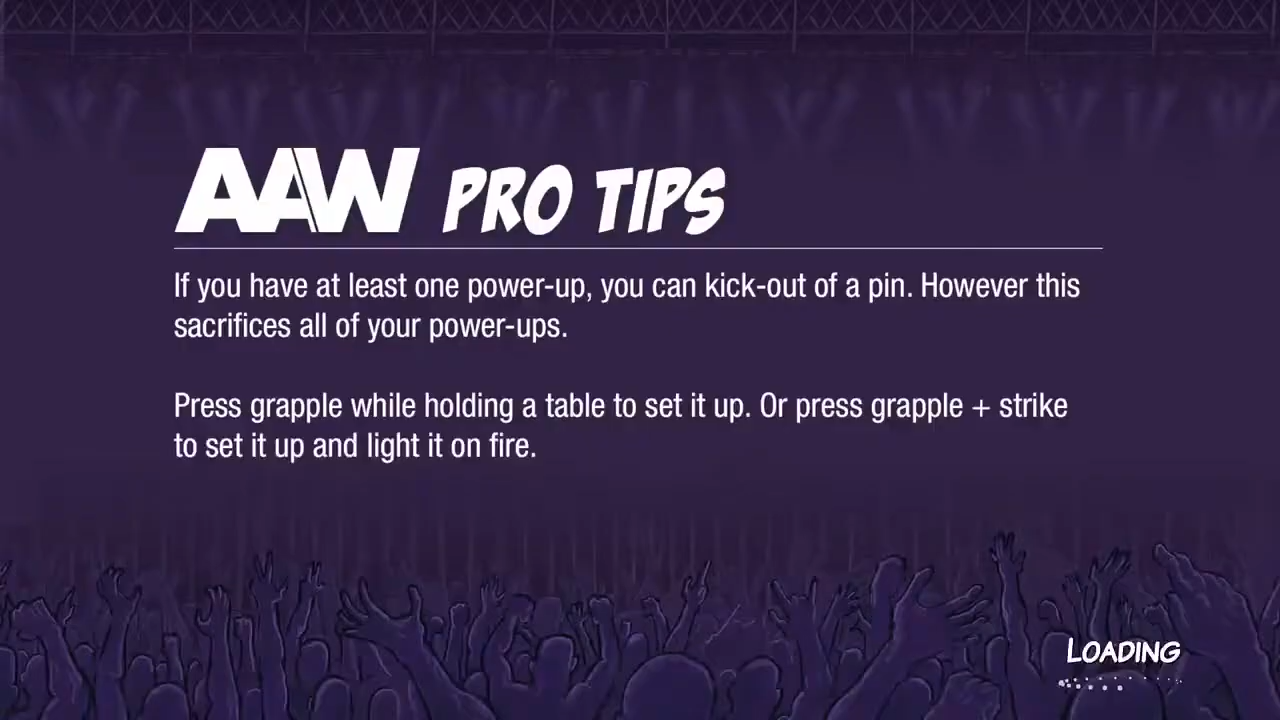 AAW PRO TIPS
If you have at least one power-up, you can kick-out of a pin. However this
sacrifices all of your power-ups.
Press grapple while holding a table to set it up. Or press grapple + strike
to set it up and light it on fire.
LOADING